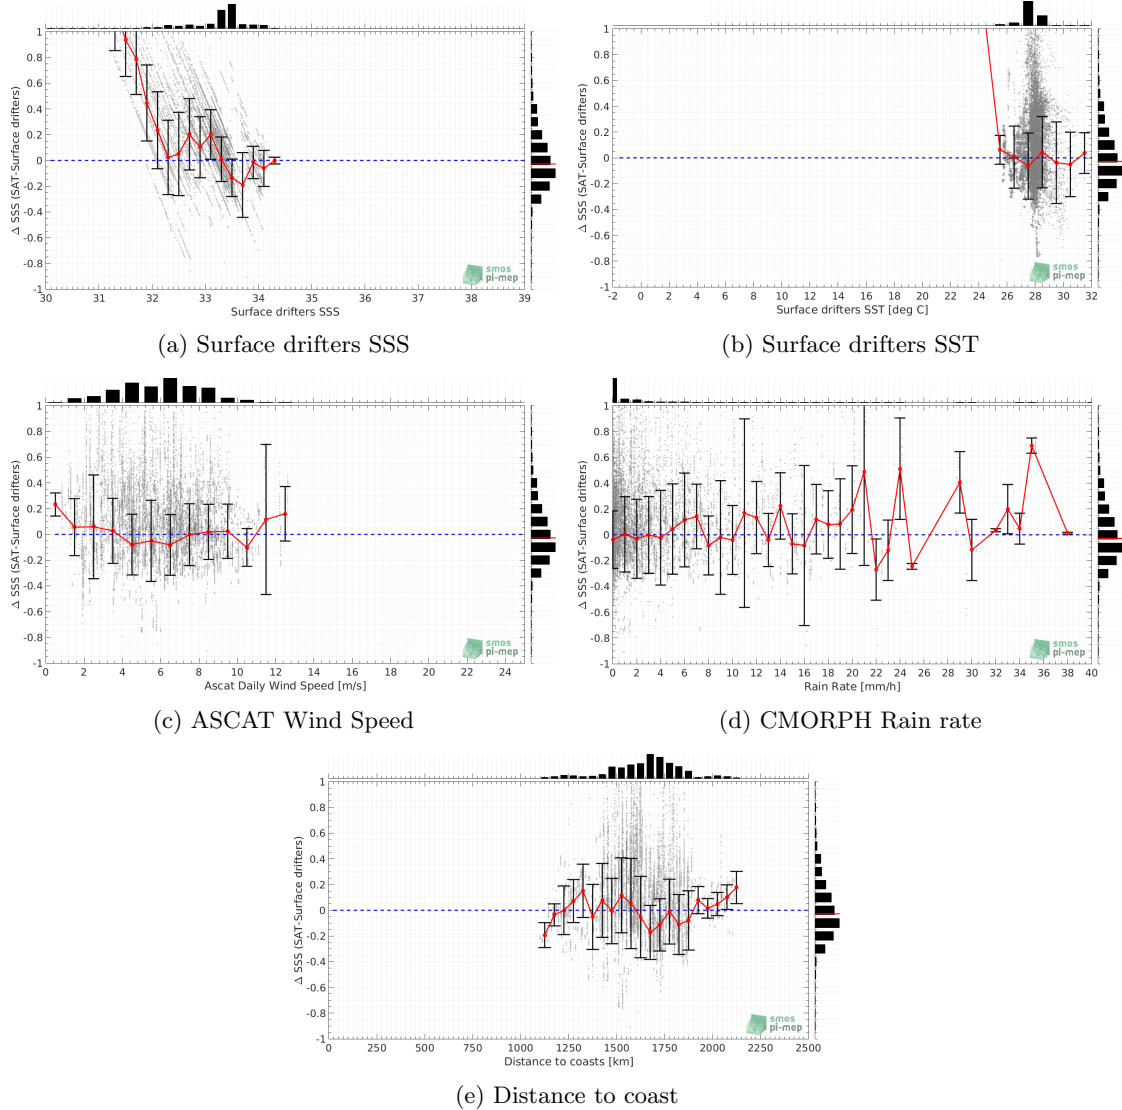 1
0.8
0.6
0.4
0.2
0
-0.2
-0.4
-0.6
-0.8
-1
Δ SSS (SAT-Surface drifters)
30 31 32 33 34 35 36 37 38 39
Surface drifters SSS
smos
pi-mep
(a) Surface drifters SSS
1
0.8
0.6
0.4
0.2
0
-0.2
-0.4
-0.6
-0.8
-1
Δ SSS (SAT-Surface drifters)
-2 0 2 4 6 8 10 12 14 16 18 20 22 24 26 28 30 32
Surface drifters SST [deg C]
smos
pi-mep
(b) Surface drifters SST
1
0.8
0.6
0.4
0.2
0
-0.2
-0.4
-0.6
-0.8
-1
Δ SSS (SAT-Surface drifters)
0 2 4 6 8 10 12 14 16 18 20 22 24
Ascat Daily Wind Speed [m/s]
smos
pi-mep
(c) ASCAT Wind Speed
1
0.8
0.6
0.4
0.2
0
-0.2
-0.4
-0.6
-0.8
-1
Δ SSS (SAT-Surface drifters)
0 2 4 6 8 10 12 14 16 18 20 22 24 26 28 30 32 34 36 38 40
Rain Rate [mm/h]
smos
pi-mep
(d) CMORPH Rain rate
1
0.8
0.6
0.4
0.2
0
-0.2
-0.4
-0.6
-0.8
-1
Δ SSS (SAT-Surface drifters)
0 250 500 750 1000 1250 1500 1750 2000 2250 2500
Distance to coasts [km]
smos
pi-mep
(e) Distance to coast